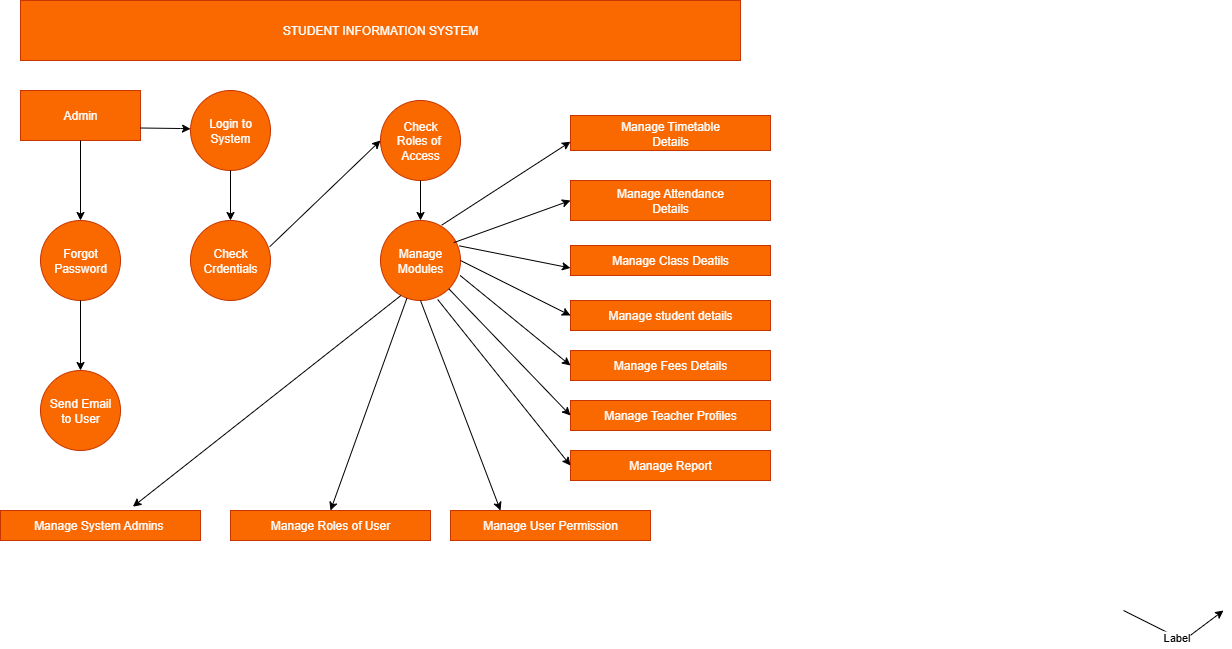 STUDENT INFORMATION SYSTEM
Admin
Login to
System
Check
Roles of
Access
Manage Timetable
Details
Manage Attendance
Details
Forgot
Password
Check
Crdentials
Manage
Modules
Manage Class Deatils
Manage student details
Manage Fees Details
Send Email
to User
Manage Teacher Profiles
Manage Report
Manage System Admins
Manage Roles of User
Manage User Permission
Label